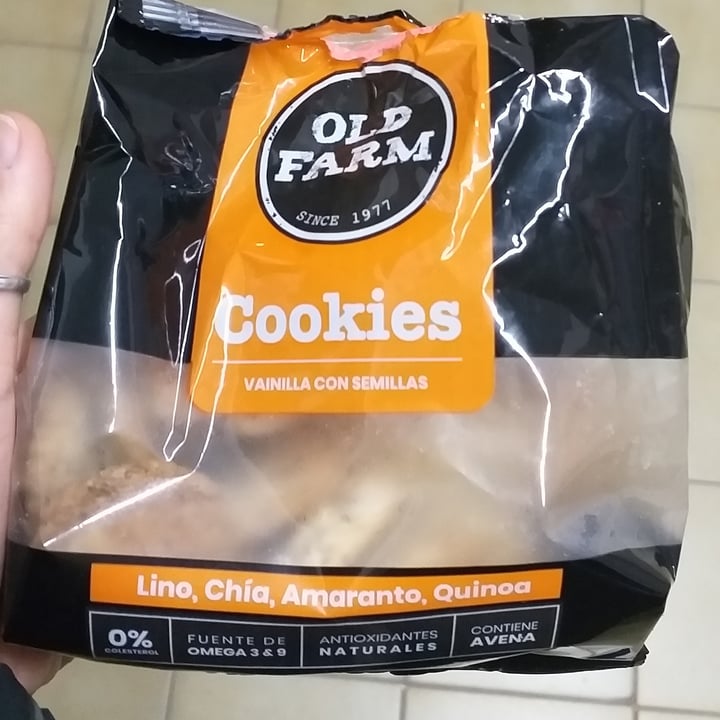 OLD
FARM
SINCE 1977
Cookies
VAINILLA CON SEMILLAS
Lino, Chía, Amaranto, Quinoa
0%
COLESTEROL
FUENTE DE
OMEGA 3 & 9
ANTIOXIDANTES
NATURALES
CONTIENE
AVENA